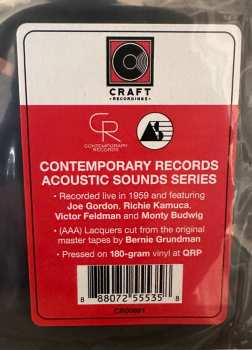 CRAFT
RECORDINGS
CR
CONTEMPORARY
RECORDS
AS
CONTEMPORARY RECORDS
ACOUSTIC SOUNDS SERIES
• Recorded live in 1959 and featuring
Joe Gordon, Richie Kamuca,
Victor Feldman and Monty Budwig
• (AAA) Lacquers cut from the original
master tapes by Bernie Grundman
• Pressed on 180-gram vinyl at QRP
8 88072 55535 8